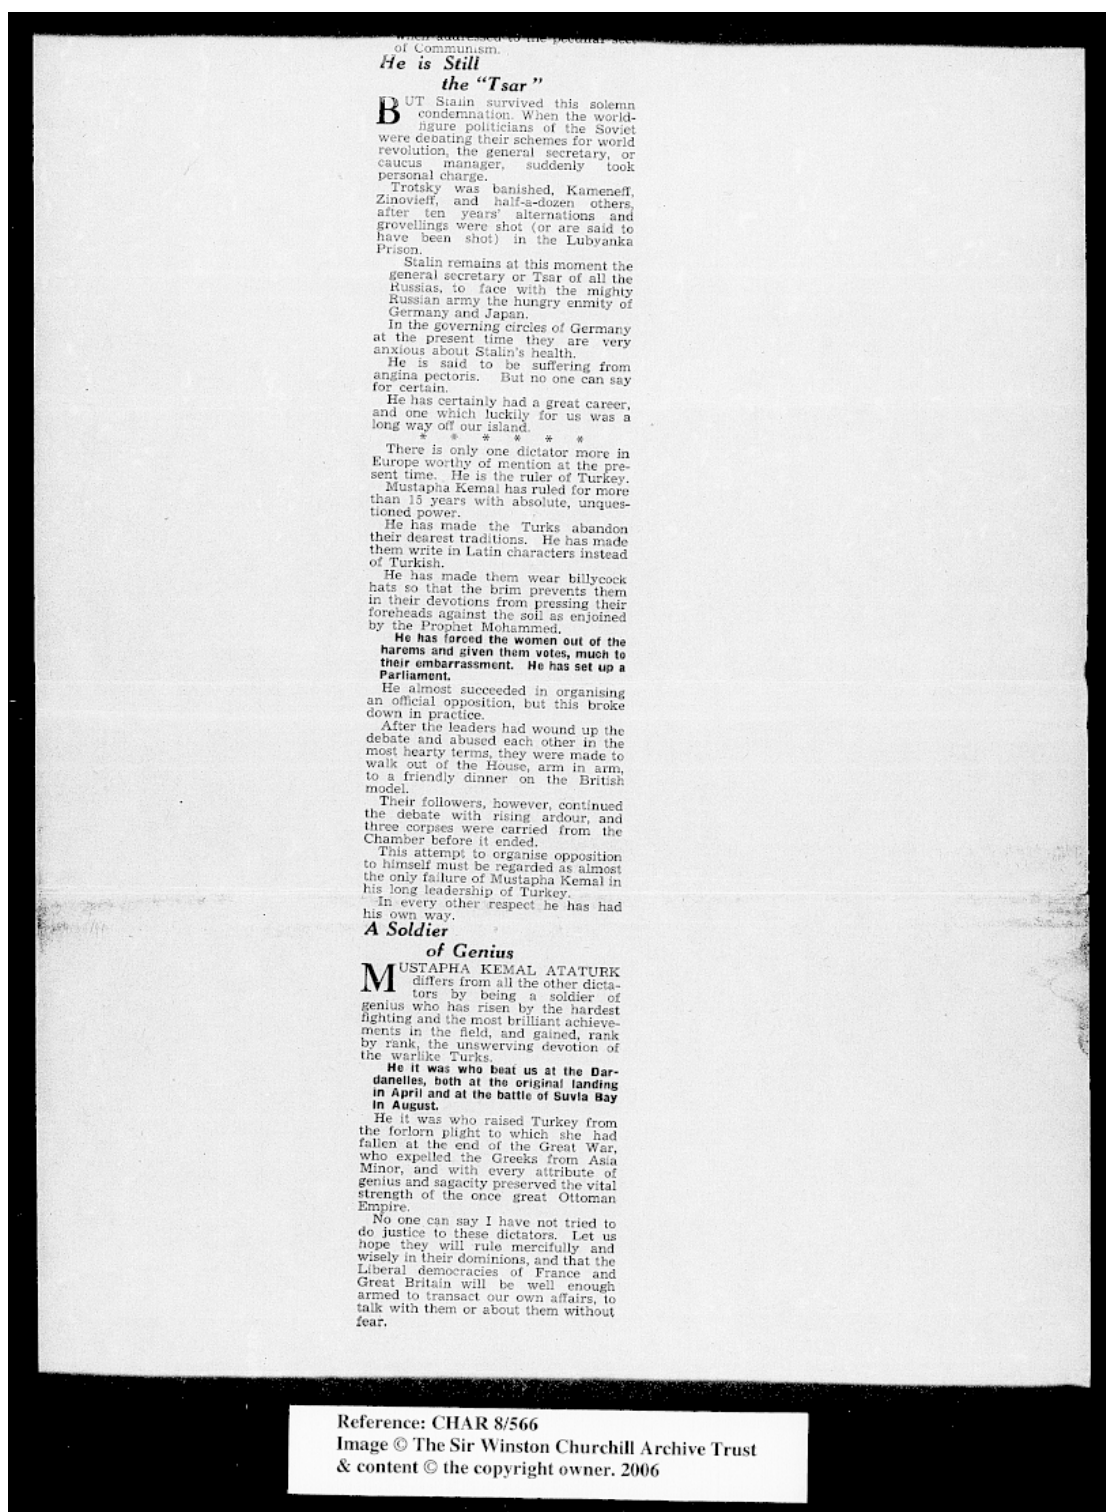 when addressed to the peculiar sect
of Communism.
He is Still
the "Tsar"
BUT Stalin survived this solemn
condemnation. When the world-
figure politicians of the Soviet
were debating their schemes for world
revolution, the general secretary, or
caucus manager, suddenly took
personal charge.
Trotsky was banished, Kameneff,
Zinovieff, and half-a-dozen others,
after ten years' alternations and
grovellings were shot (or are said to
have been shot) in the Lubyanka
Prison.
Stalin remains at this moment the
general secretary or Tsar of all the
Russias, to face with the mighty
Russian army the hungry enmity of
Germany and Japan.
In the governing circles of Germany
at the present time they are very
anxious about Stalin's health.
He is said to be suffering from
angina pectoris. But no one can say
for certain.
He has certainly had a great career,
and one which luckily for us was a
long way off our island.
* * * * * *
There is only one dictator more in
Europe worthy of mention at the pre-
sent time. He is the ruler of Turkey.
Mustapha Kemal has ruled for more
than 15 years with absolute, unques-
tioned power.
He has made the Turks abandon
their dearest traditions. He has made
them write in Latin characters instead
of Turkish.
He has made them wear billycock
hats so that the brim prevents them
in their devotions from pressing their
foreheads against the soil as enjoined
by the Prophet Mohammed.
He has forced the women out of the
harems and given them votes, much to
their embarrassment. He has set up a
Parliament.
He almost succeeded in organising
an official opposition, but this broke
down in practice.
After the leaders had wound up the
debate and abused each other in the
most hearty terms, they were made to
walk out of the House, arm in arm,
to a friendly dinner on the British
model.
Their followers, however, continued
the debate with rising ardour, and
three corpses were carried from the
Chamber before it ended.
This attempt to organise opposition
to himself must be regarded as almost
the only failure of Mustapha Kemal in
his long leadership of Turkey.
In every other respect he has had
his own way.
A Soldier
of Genius
MUSTAPHA KEMAL ATATURK
differs from all the other dicta-
tors by being a soldier of
genius who has risen by the hardest
fighting and the most brilliant achieve-
ments in the field, and gained, rank
by rank, the unswerving devotion of
the warlike Turks.
He it was who beat us at the Dar-
danelles, both at the original landing
in April and at the battle of Suvla Bay
in August.
He it was who raised Turkey from
the forlorn plight to which she had
fallen at the end of the Great War,
who expelled the Greeks from Asia
Minor, and with every attribute of
genius and sagacity preserved the vital
strength of the once great Ottoman
Empire.
No one can say I have not tried to
do justice to these dictators. Let us
hope they will rule mercifully and
wisely in their dominions, and that the
Liberal democracies of France and
Great Britain will be well enough
armed to transact our own affairs, to
talk with them or about them without
fear.
Reference: CHAR 8/566
Image © The Sir Winston Churchill Archive Trust
& content © the copyright owner. 2006